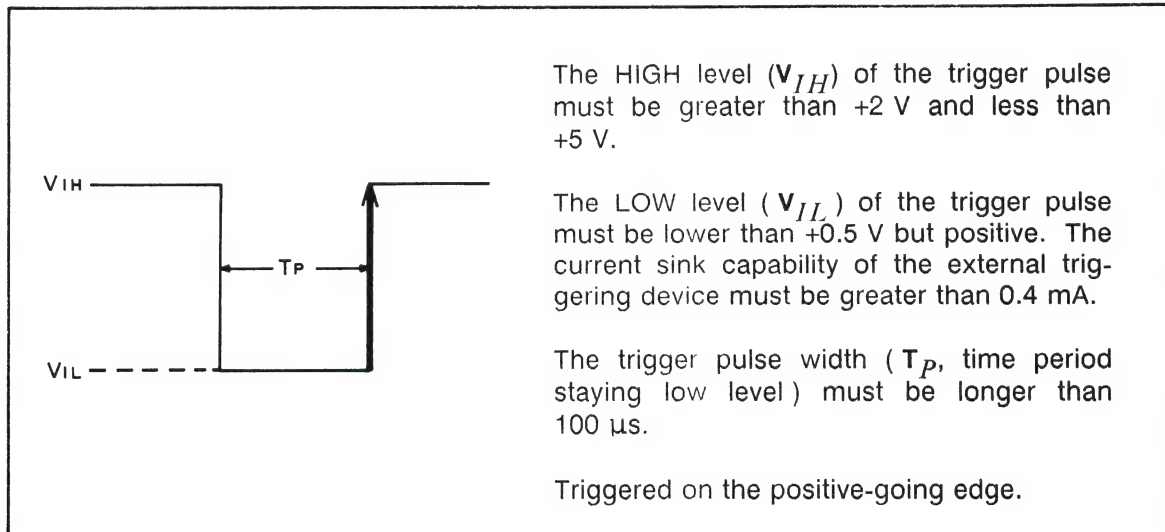 The HIGH level (VIH) of the trigger pulse
must be greater than +2 V and less than
+5 V.
VIH
The LOW level ( VIL ) of the trigger pulse
must be lower than +0.5 V but positive. The
current sink capability of the external trig-
gering device must be greater than 0.4 mA.
TP
VIL
The trigger pulse width ( TP, time period
staying low level ) must be longer than
100 µs.
Triggered on the positive-going edge.